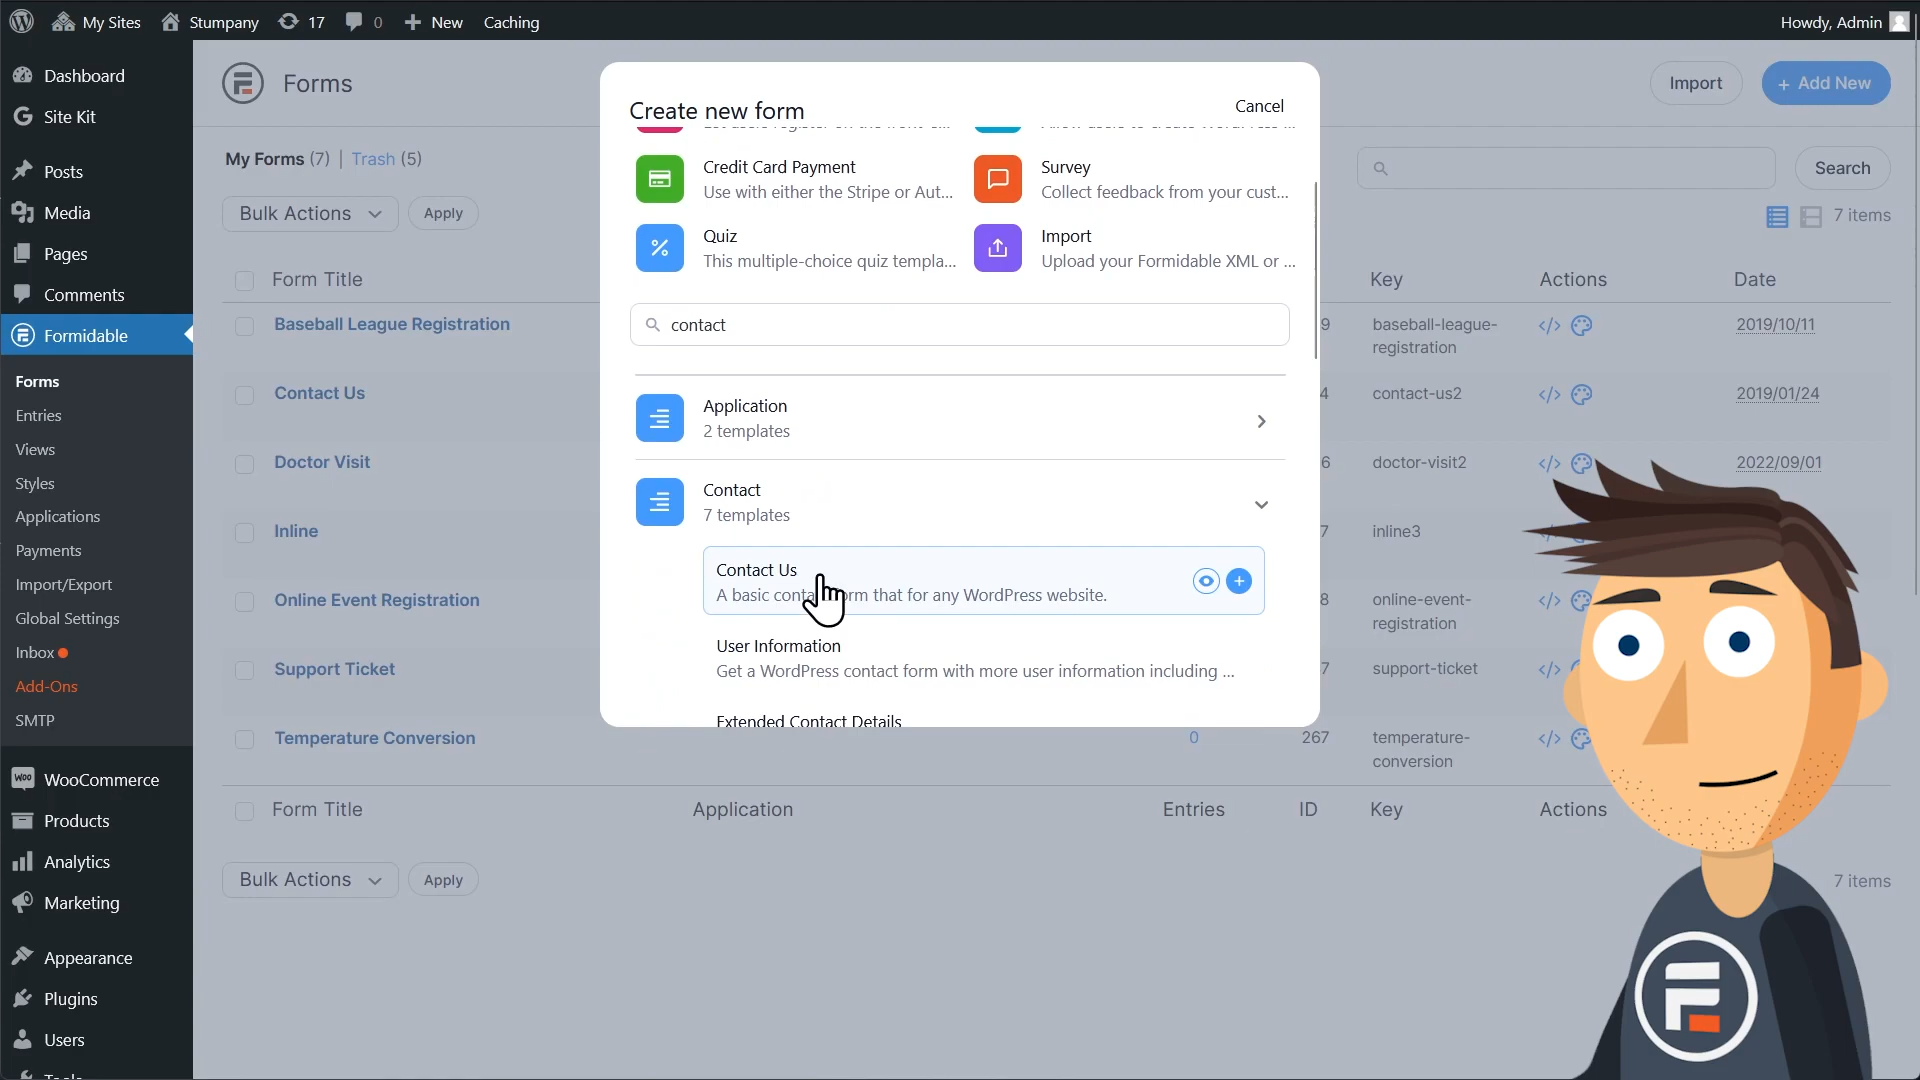 My Sites
Stumpany
17
0
New
Caching
Howdy, Admin
Dashboard
Site Kit
Posts
Media
Pages
Comments
Formidable
Forms
Entries
Views
Styles
Applications
Payments
Import/Export
Global Settings
Inbox
Add-Ons
SMTP
WooCommerce
Products
Analytics
Marketing
Appearance
Plugins
Users
Forms
Import
+ Add New
My Forms (7) | Trash (5)
Search
Bulk Actions
Apply
7 items
Form Title
Key
Actions
Date
Baseball League Registration
9
baseball-league-
registration
2019/10/11
Contact Us
4
contact-us2
2019/01/24
Doctor Visit
6
doctor-visit2
2022/09/01
Inline
7
inline3
Online Event Registration
8
online-event-
registration
Support Ticket
7
support-ticket
Temperature Conversion
0
267
temperature-
conversion
Form Title
Application
Entries
ID
Key
Actions
Bulk Actions
Apply
7 items
Create new form
Cancel
Credit Card Payment
Use with either the Stripe or Aut...
Survey
Collect feedback from your cust...
Quiz
This multiple-choice quiz templa...
Import
Upload your Formidable XML or ...
contact
Application
2 templates
Contact
7 templates
Contact Us
A basic form that for any WordPress website.
User Information
Get a WordPress contact form with more user information including ...
Extended Contact Details